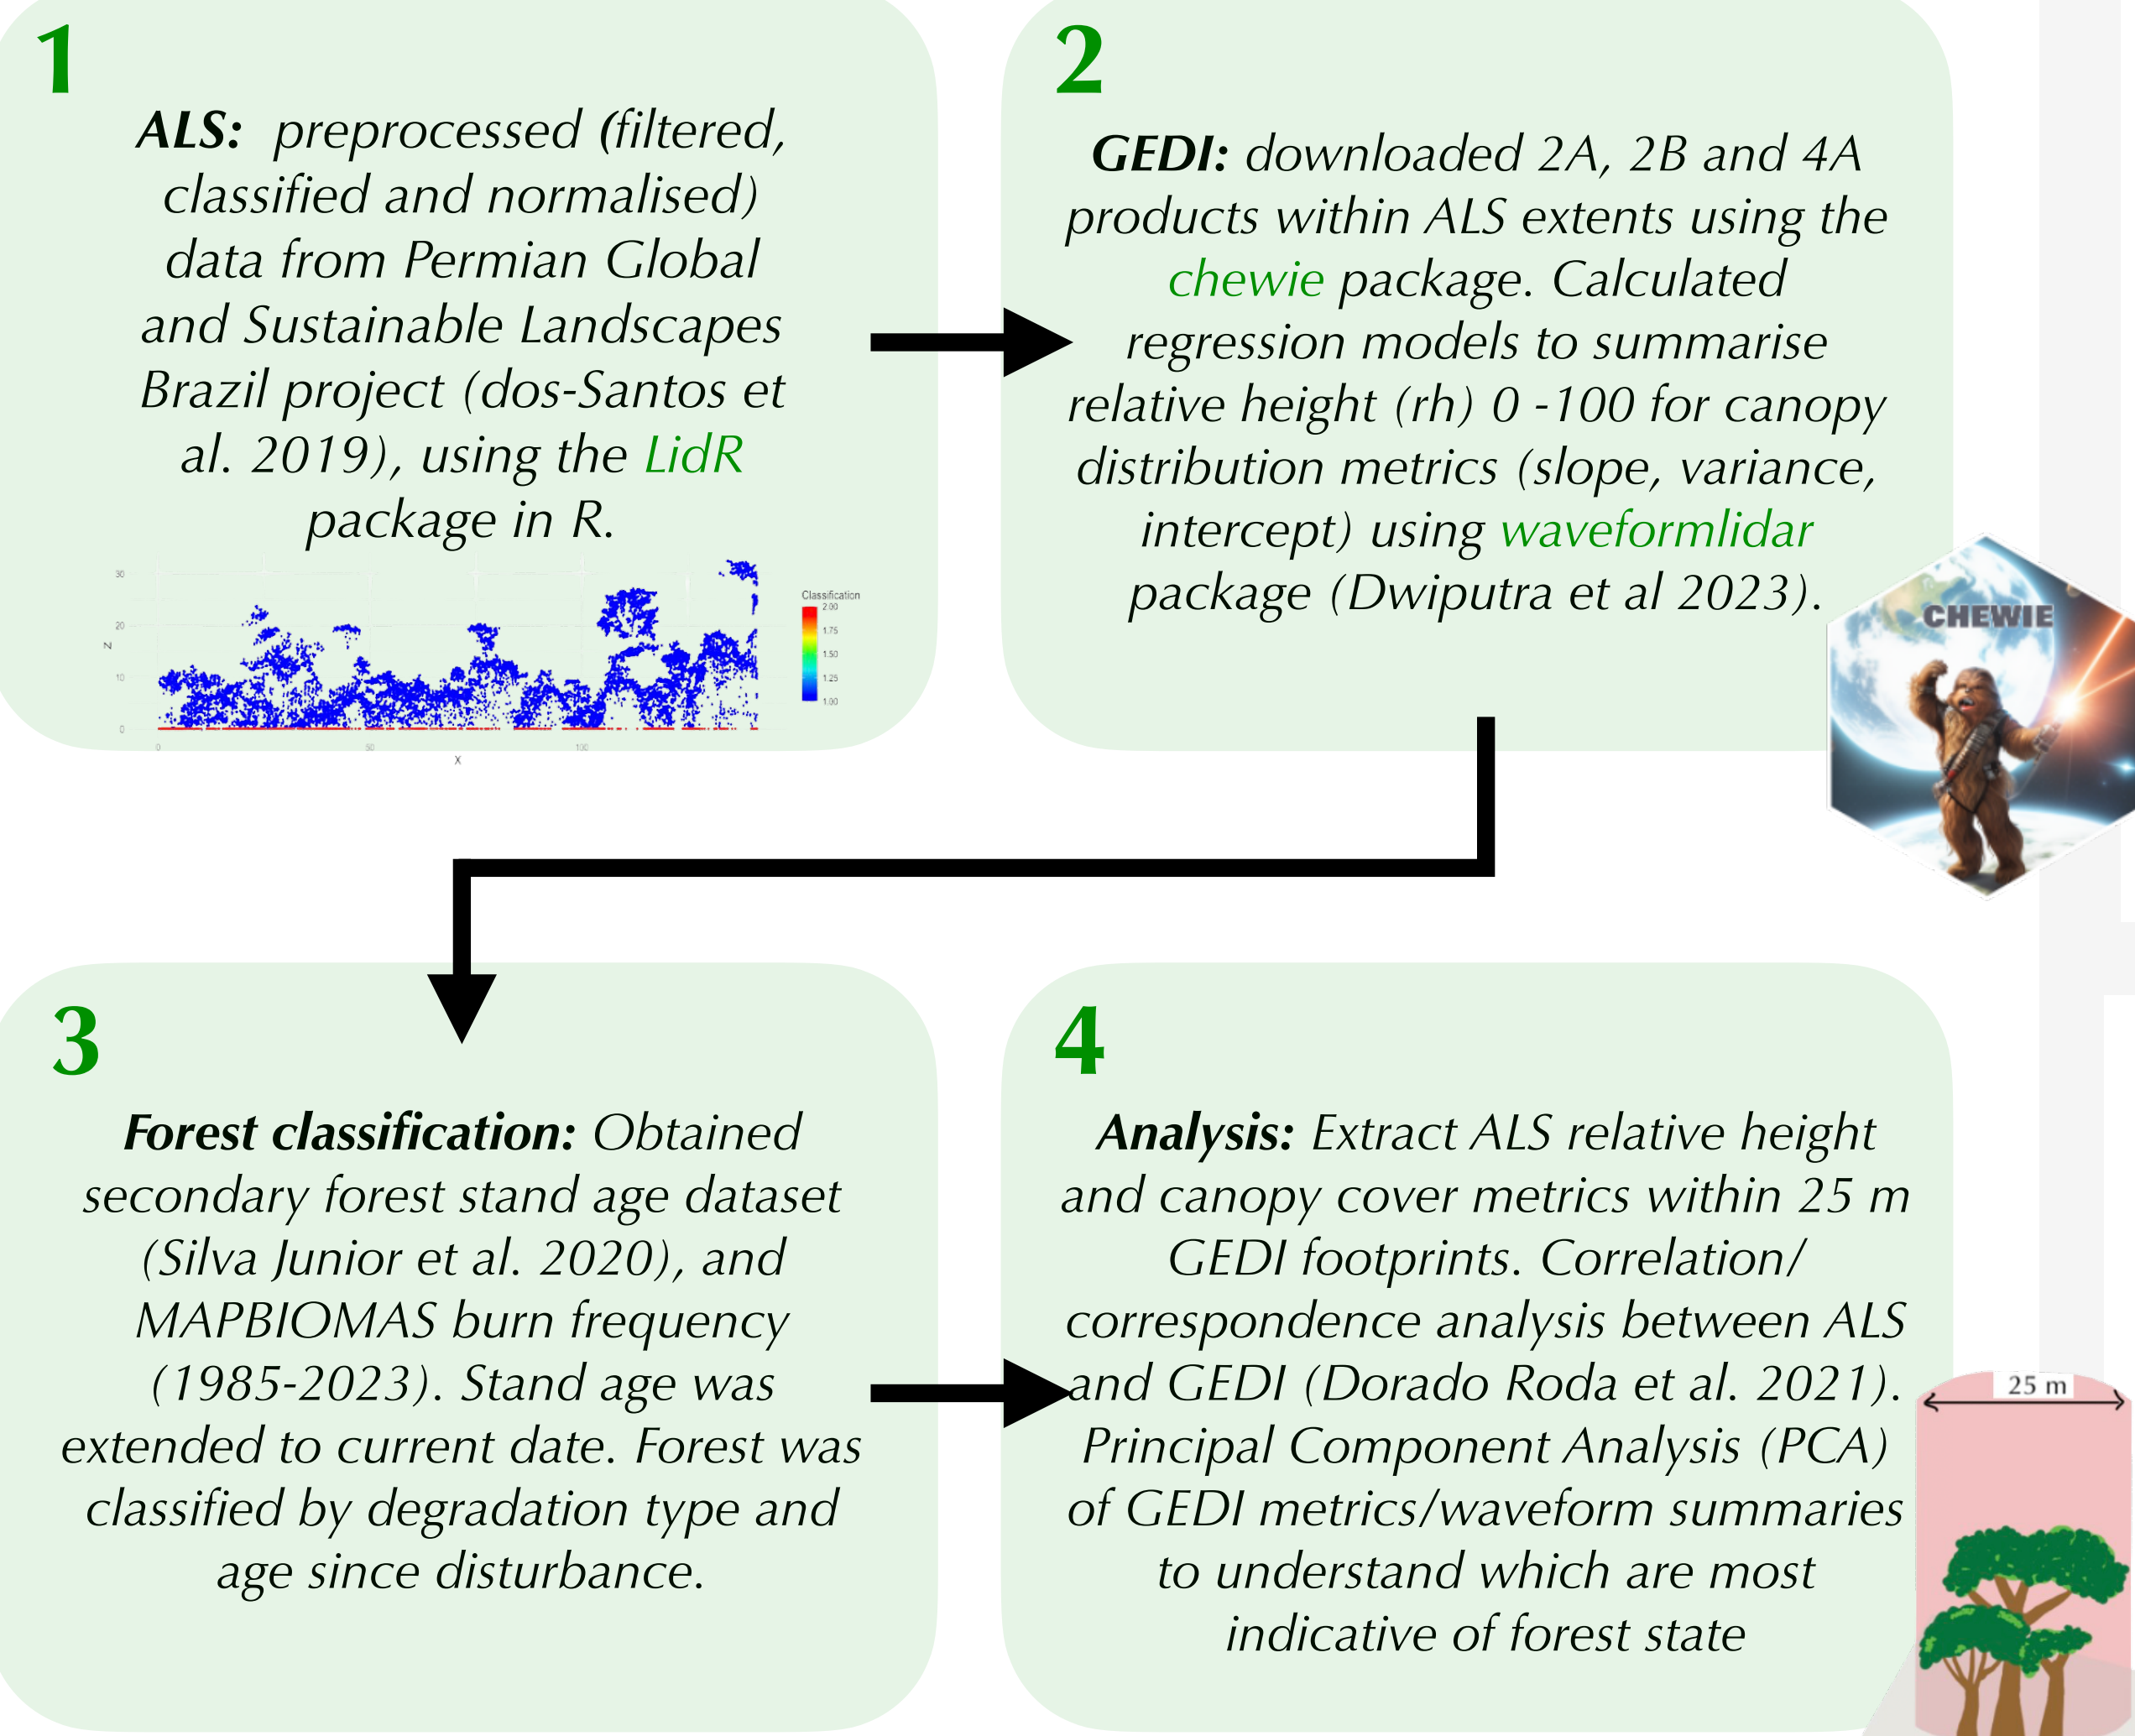 1
ALS: preprocessed (filtered,
classified and normalised)
data from Permian Global
and Sustainable Landscapes
Brazil project (dos-Santos et
al. 2019), using the LidR
package in R.
30
20
10
0
Z
0 50 100
X
Classification
2.00
1.75
1.50
1.25
1.00
2
GEDI: downloaded 2A, 2B and 4A
products within ALS extents using the
chewie package. Calculated
regression models to summarise
relative height (rh) 0 -100 for canopy
distribution metrics (slope, variance,
intercept) using waveformlidar
package (Dwiputra et al 2023).
CHEWIE
3
Forest classification: Obtained
secondary forest stand age dataset
(Silva Junior et al. 2020), and
MAPBIOMAS burn frequency
(1985-2023). Stand age was
extended to current date. Forest was
classified by degradation type and
age since disturbance.
4
Analysis: Extract ALS relative height
and canopy cover metrics within 25 m
GEDI footprints. Correlation/
correspondence analysis between ALS
and GEDI (Dorado Roda et al. 2021).
Principal Component Analysis (PCA)
of GEDI metrics/waveform summaries
to understand which are most
indicative of forest state
25 m